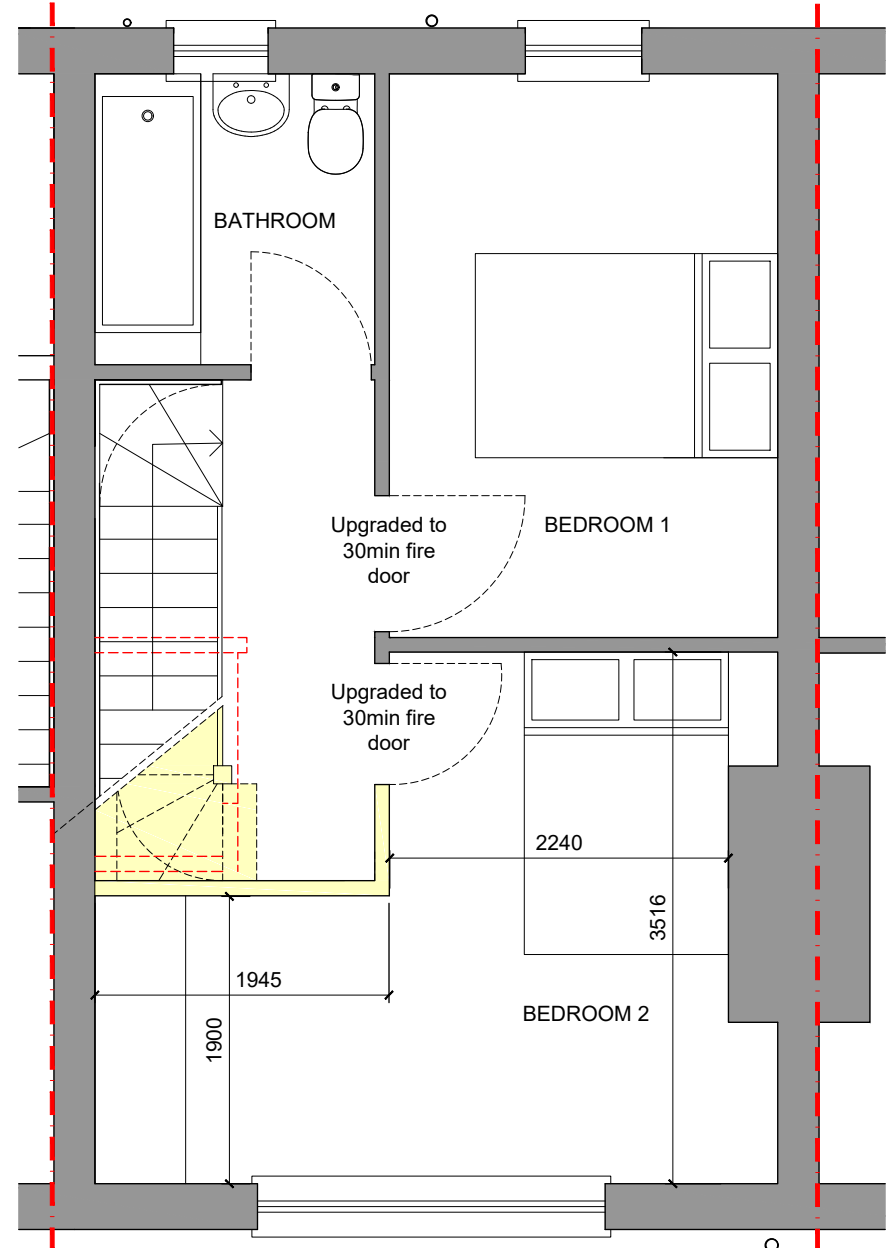 BATHROOM
Upgraded to
30min fire
door
BEDROOM 1
Upgraded to
30min fire
door
2240
3516
1945
1900
BEDROOM 2